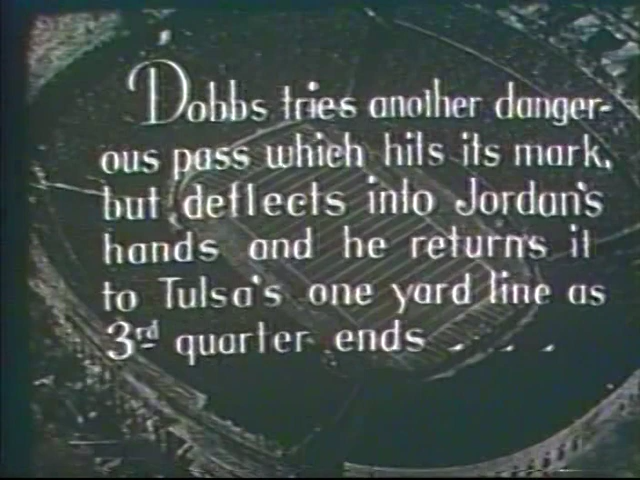 Dobbs tries another danger-
ous pass which hits its mark,
but deflects into Jordan's
hands and he returns it
to Tulsa's one yard line as
3rd quarter ends . . . .